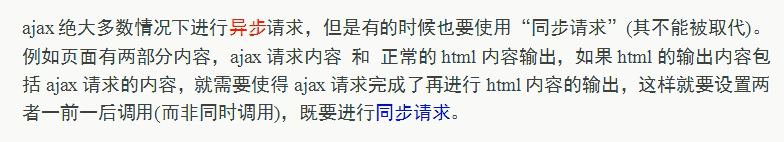 ajax 绝大多数情况下进行异步请求，但是有的时候也要使用“同步请求”(其不能被取代)。
例如页面有两部分内容，ajax 请求内容 和 正常的 html 内容输出，如果 html 的输出内容包
括 ajax 请求的内容，就需要使得 ajax 请求完成了再进行 html 内容的输出，这样就要设置两
者一前一后调用(而非同时调用)，既要进行同步请求。